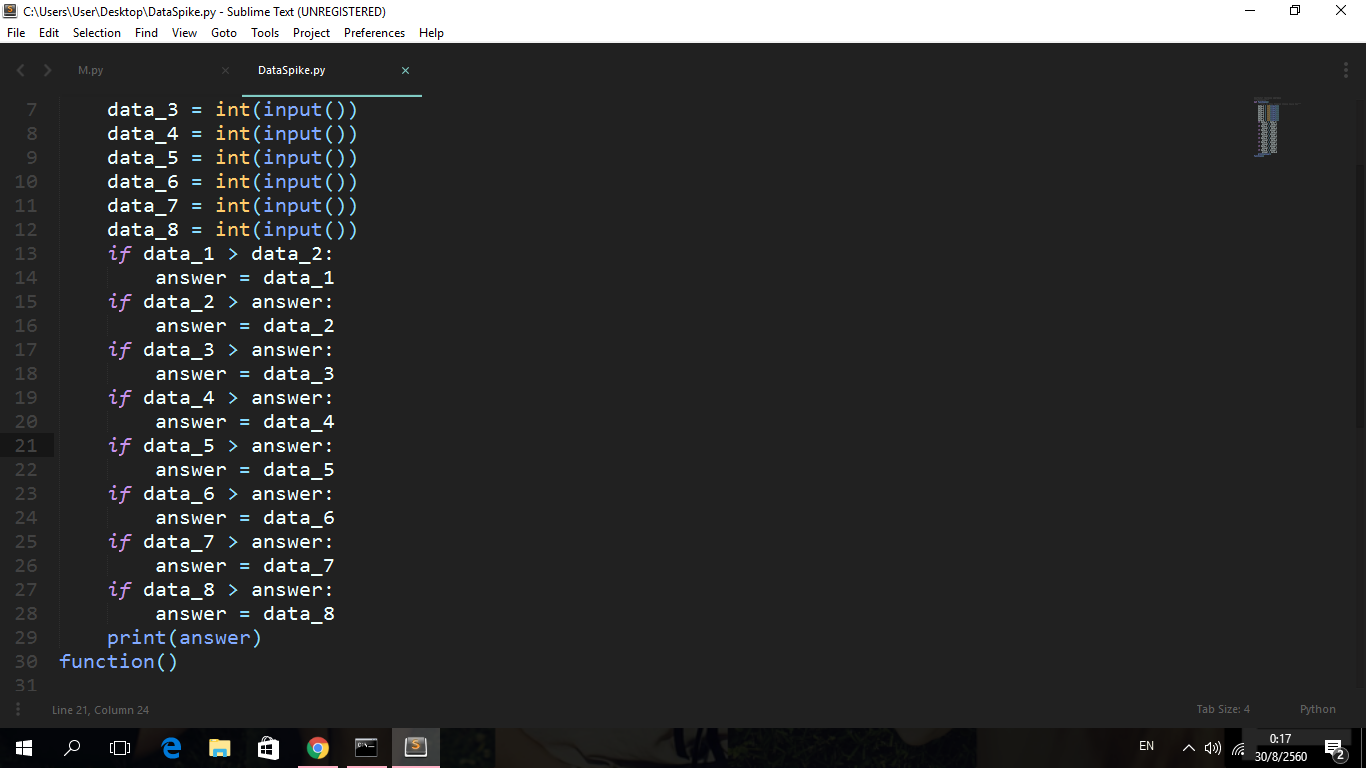 C:\Users\User\Desktop\DataSpike.py - Sublime Text (UNREGISTERED)
File Edit Selection Find View Goto Tools Project Preferences Help
M.py DataSpike.py
7 data_3 = int(input())
8 data_4 = int(input())
9 data_5 = int(input())
10 data_6 = int(input())
11 data_7 = int(input())
12 data_8 = int(input())
13 if data_1 > data_2:
14 answer = data_1
15 if data_2 > answer:
16 answer = data_2
17 if data_3 > answer:
18 answer = data_3
19 if data_4 > answer:
20 answer = data_4
21 if data_5 > answer:
22 answer = data_5
23 if data_6 > answer:
24 answer = data_6
25 if data_7 > answer:
26 answer = data_7
27 if data_8 > answer:
28 answer = data_8
29 print(answer)
30 function()
31
Line 21, Column 24 Tab Size: 4 Python
EN 0:17
30/8/2560 2